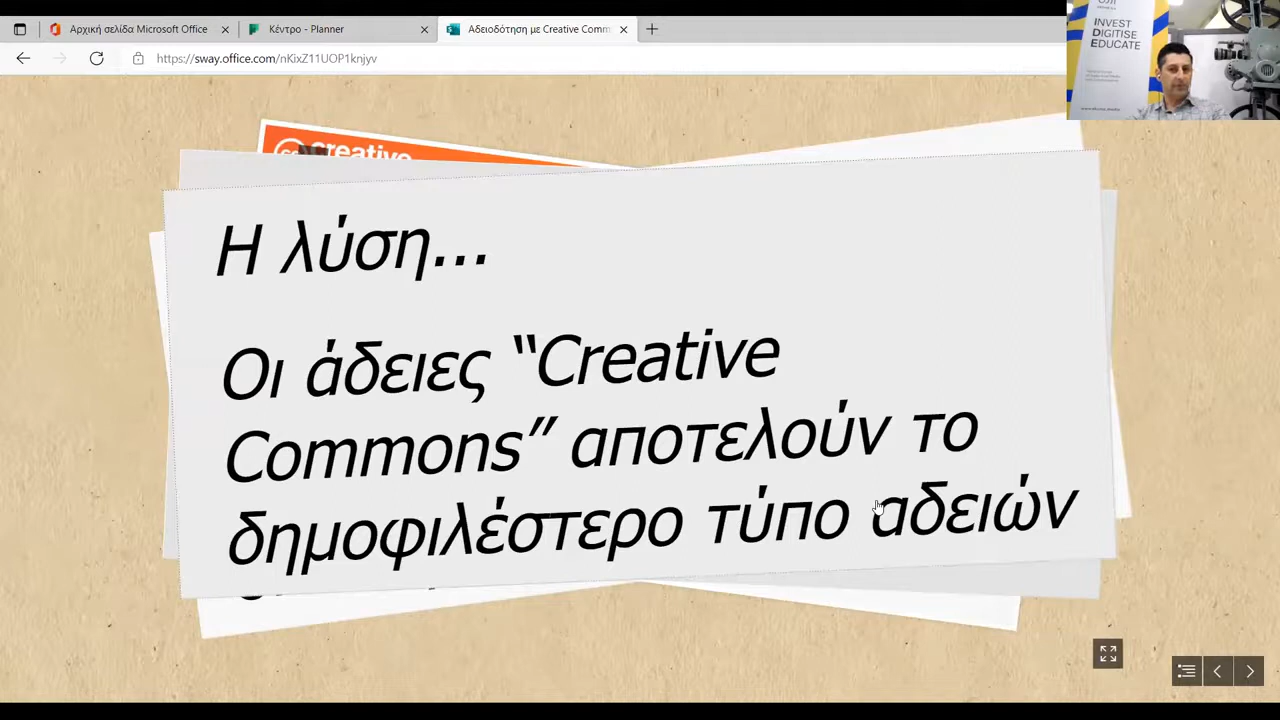 Αρχική σελίδα Microsoft Office
Κέντρο - Planner
Αδειοδότηση με Creative Comm
https://sway.office.com/nKixZ11UOP1knjyv
INVEST
DIGITISE
EDUCATE
creative
Η λύση...
Οι άδειες “Creative
Commons” αποτελούν το
δημοφιλέστερο τύπο αδειών